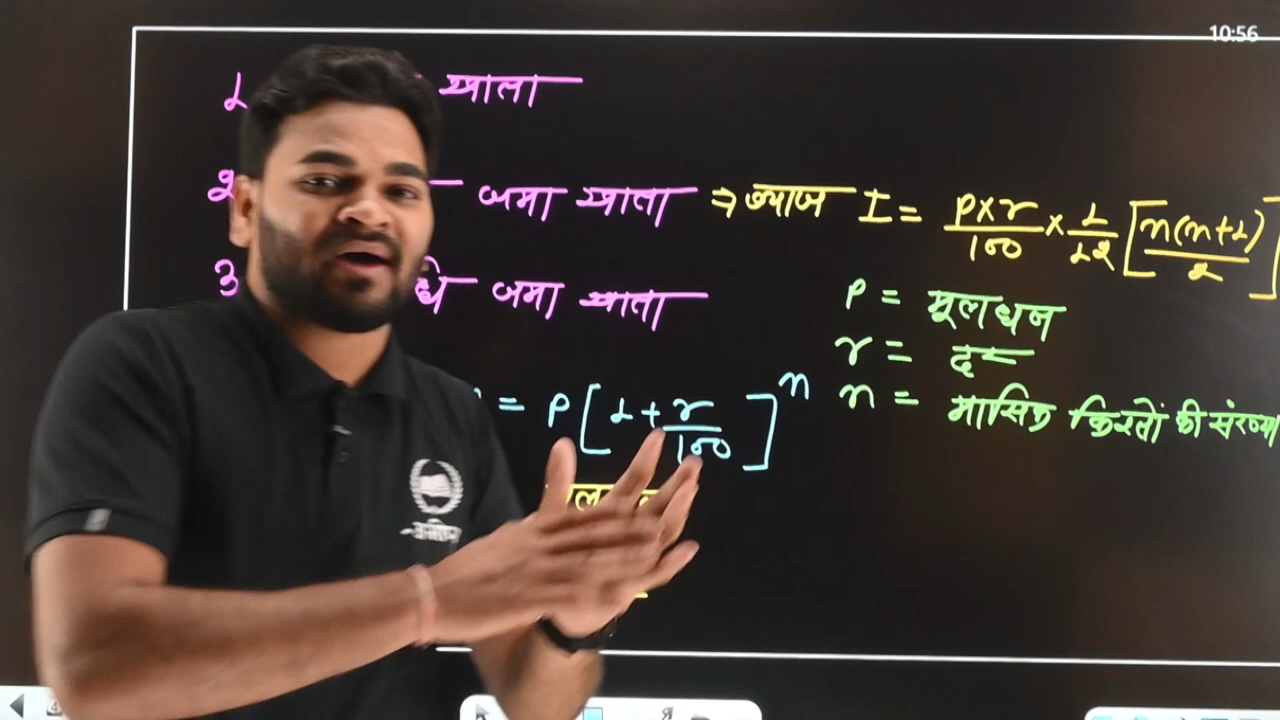 10:56
1 खाता
2 जमा खाता ⇒ ब्याज I = P×r/100 × 1/12 [n(n+1)/2]
3 जमा खाता
P = मूलधन
r = दर
= P[1 + r/100]^n
n = मासिक किस्तों की संख्या